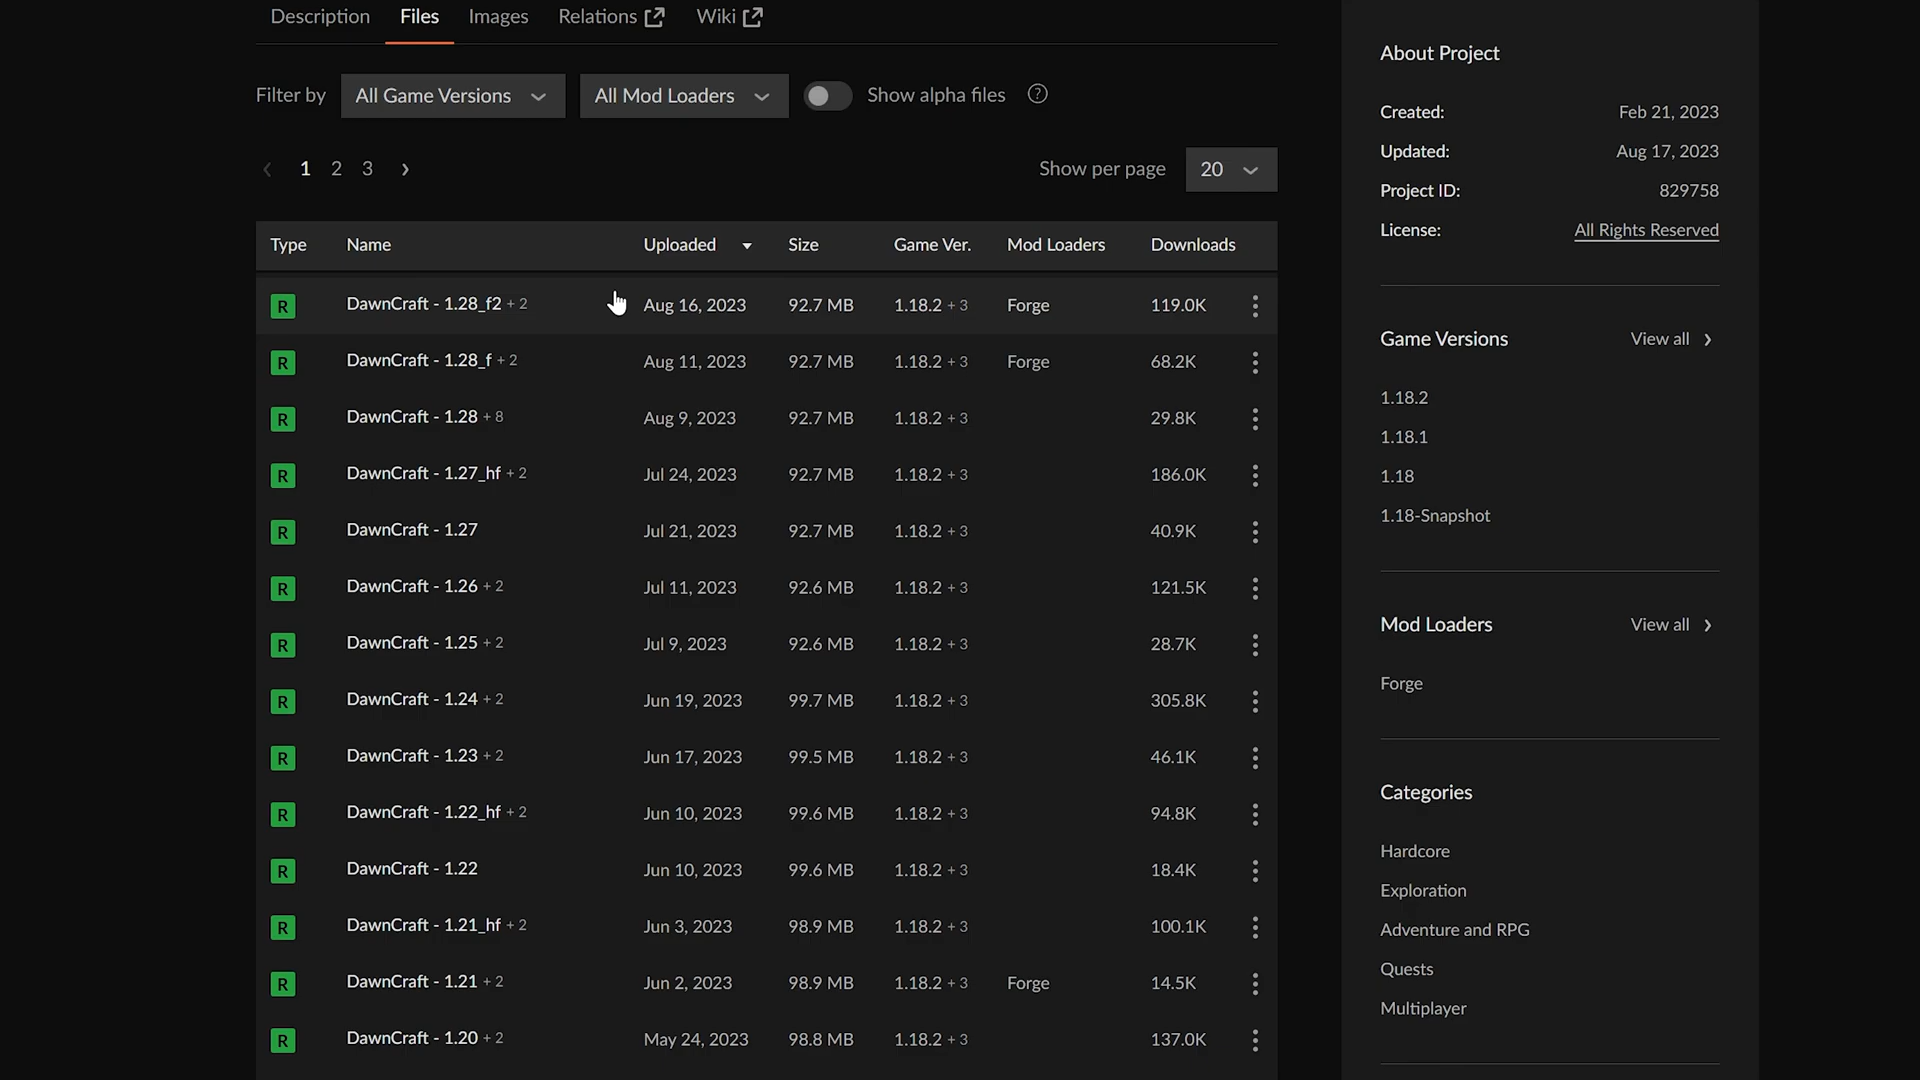 Description Files Images Relations Wiki
Filter by All Game Versions All Mod Loaders Show alpha files ?
1 2 3 Show per page 20
Type Name Uploaded Size Game Ver. Mod Loaders Downloads
R DawnCraft - 1.28_f2 + 2 Aug 16, 2023 92.7 MB 1.18.2 + 3 Forge 119.0K
R DawnCraft - 1.28_f + 2 Aug 11, 2023 92.7 MB 1.18.2 + 3 Forge 68.2K
R DawnCraft - 1.28 + 8 Aug 9, 2023 92.7 MB 1.18.2 + 3 29.8K
R DawnCraft - 1.27_hf + 2 Jul 24, 2023 92.7 MB 1.18.2 + 3 186.0K
R DawnCraft - 1.27 Jul 21, 2023 92.7 MB 1.18.2 + 3 40.9K
R DawnCraft - 1.26 + 2 Jul 11, 2023 92.6 MB 1.18.2 + 3 121.5K
R DawnCraft - 1.25 + 2 Jul 9, 2023 92.6 MB 1.18.2 + 3 28.7K
R DawnCraft - 1.24 + 2 Jun 19, 2023 99.7 MB 1.18.2 + 3 305.8K
R DawnCraft - 1.23 + 2 Jun 17, 2023 99.5 MB 1.18.2 + 3 46.1K
R DawnCraft - 1.22_hf + 2 Jun 10, 2023 99.6 MB 1.18.2 + 3 94.8K
R DawnCraft - 1.22 Jun 10, 2023 99.6 MB 1.18.2 + 3 18.4K
R DawnCraft - 1.21_hf + 2 Jun 3, 2023 98.9 MB 1.18.2 + 3 100.1K
R DawnCraft - 1.21 + 2 Jun 2, 2023 98.9 MB 1.18.2 + 3 Forge 14.5K
R DawnCraft - 1.20 + 2 May 24, 2023 98.8 MB 1.18.2 + 3 137.0K
About Project
Created: Feb 21, 2023
Updated: Aug 17, 2023
Project ID: 829758
License: All Rights Reserved
Game Versions View all
1.18.2
1.18.1
1.18
1.18-Snapshot
Mod Loaders View all
Forge
Categories
Hardcore
Exploration
Adventure and RPG
Quests
Multiplayer